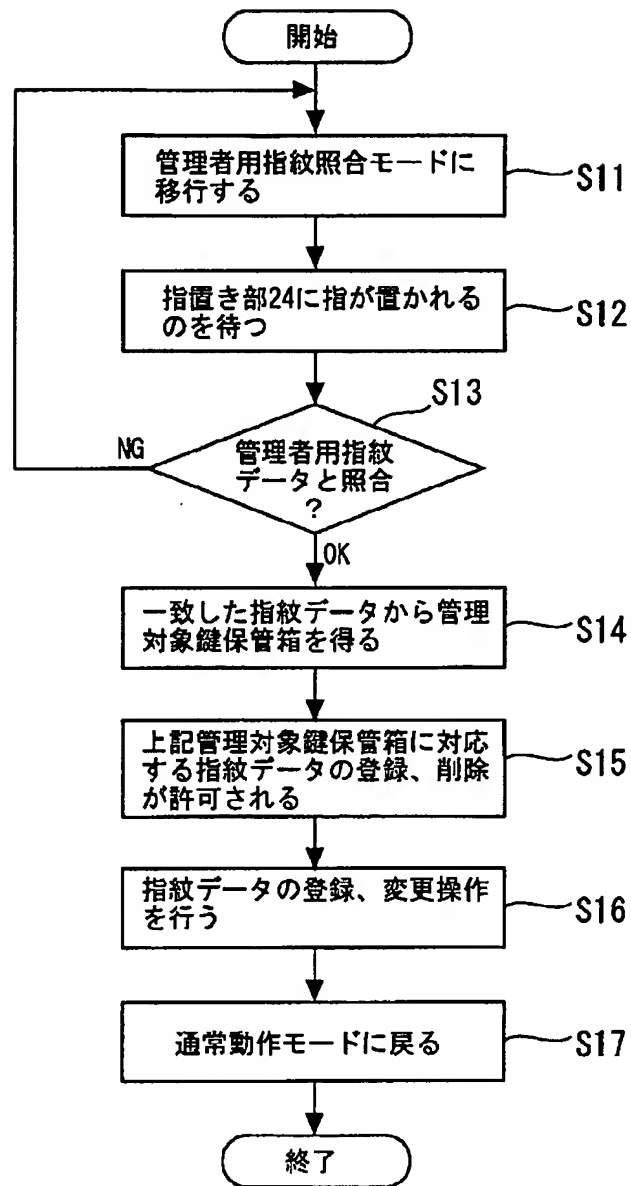 開始
管理者用指紋照合モードに
移行する
S11
指置き部24に指が置かれる
のを待つ
S12
S13
NG
管理者用指紋
データと照合
?
OK
一致した指紋データから管理
対象鍵保管箱を得る
S14
上記管理対象鍵保管箱に対応
する指紋データの登録、削除
が許可される
S15
指紋データの登録、変更操作
を行う
S16
通常動作モードに戻る
S17
終了